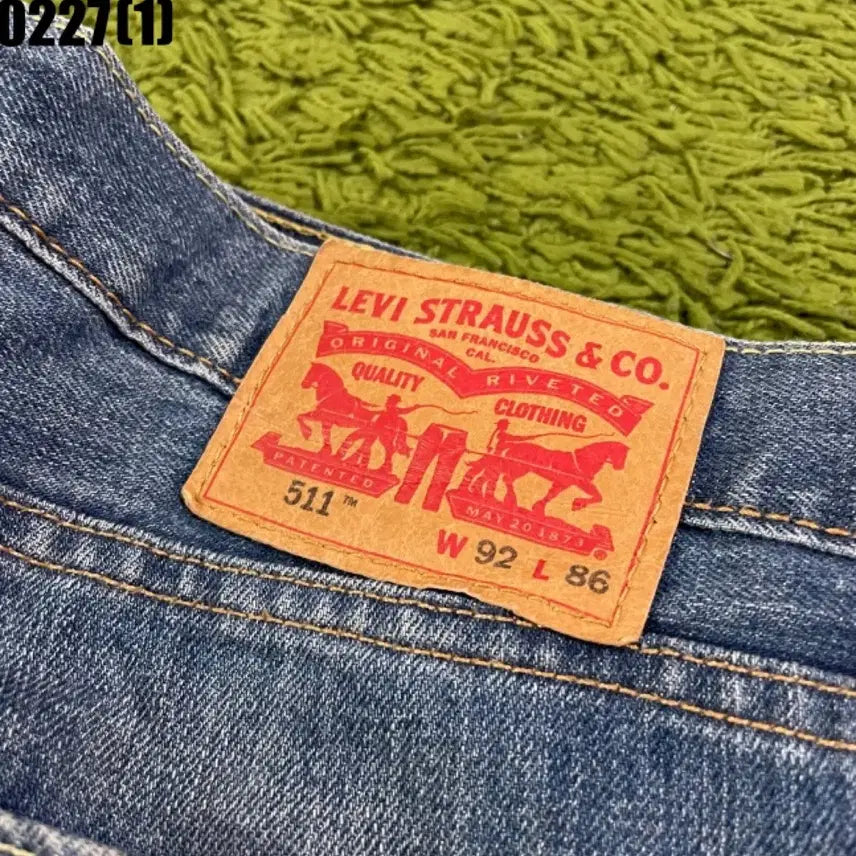 0227(1)
LEVI STRAUSS & CO.
SAN FRANCISCO
CAL.
ORIGINAL RIVETED
QUALITY CLOTHING
PATENTED MAY 20 1873
511™
W 92 L 86